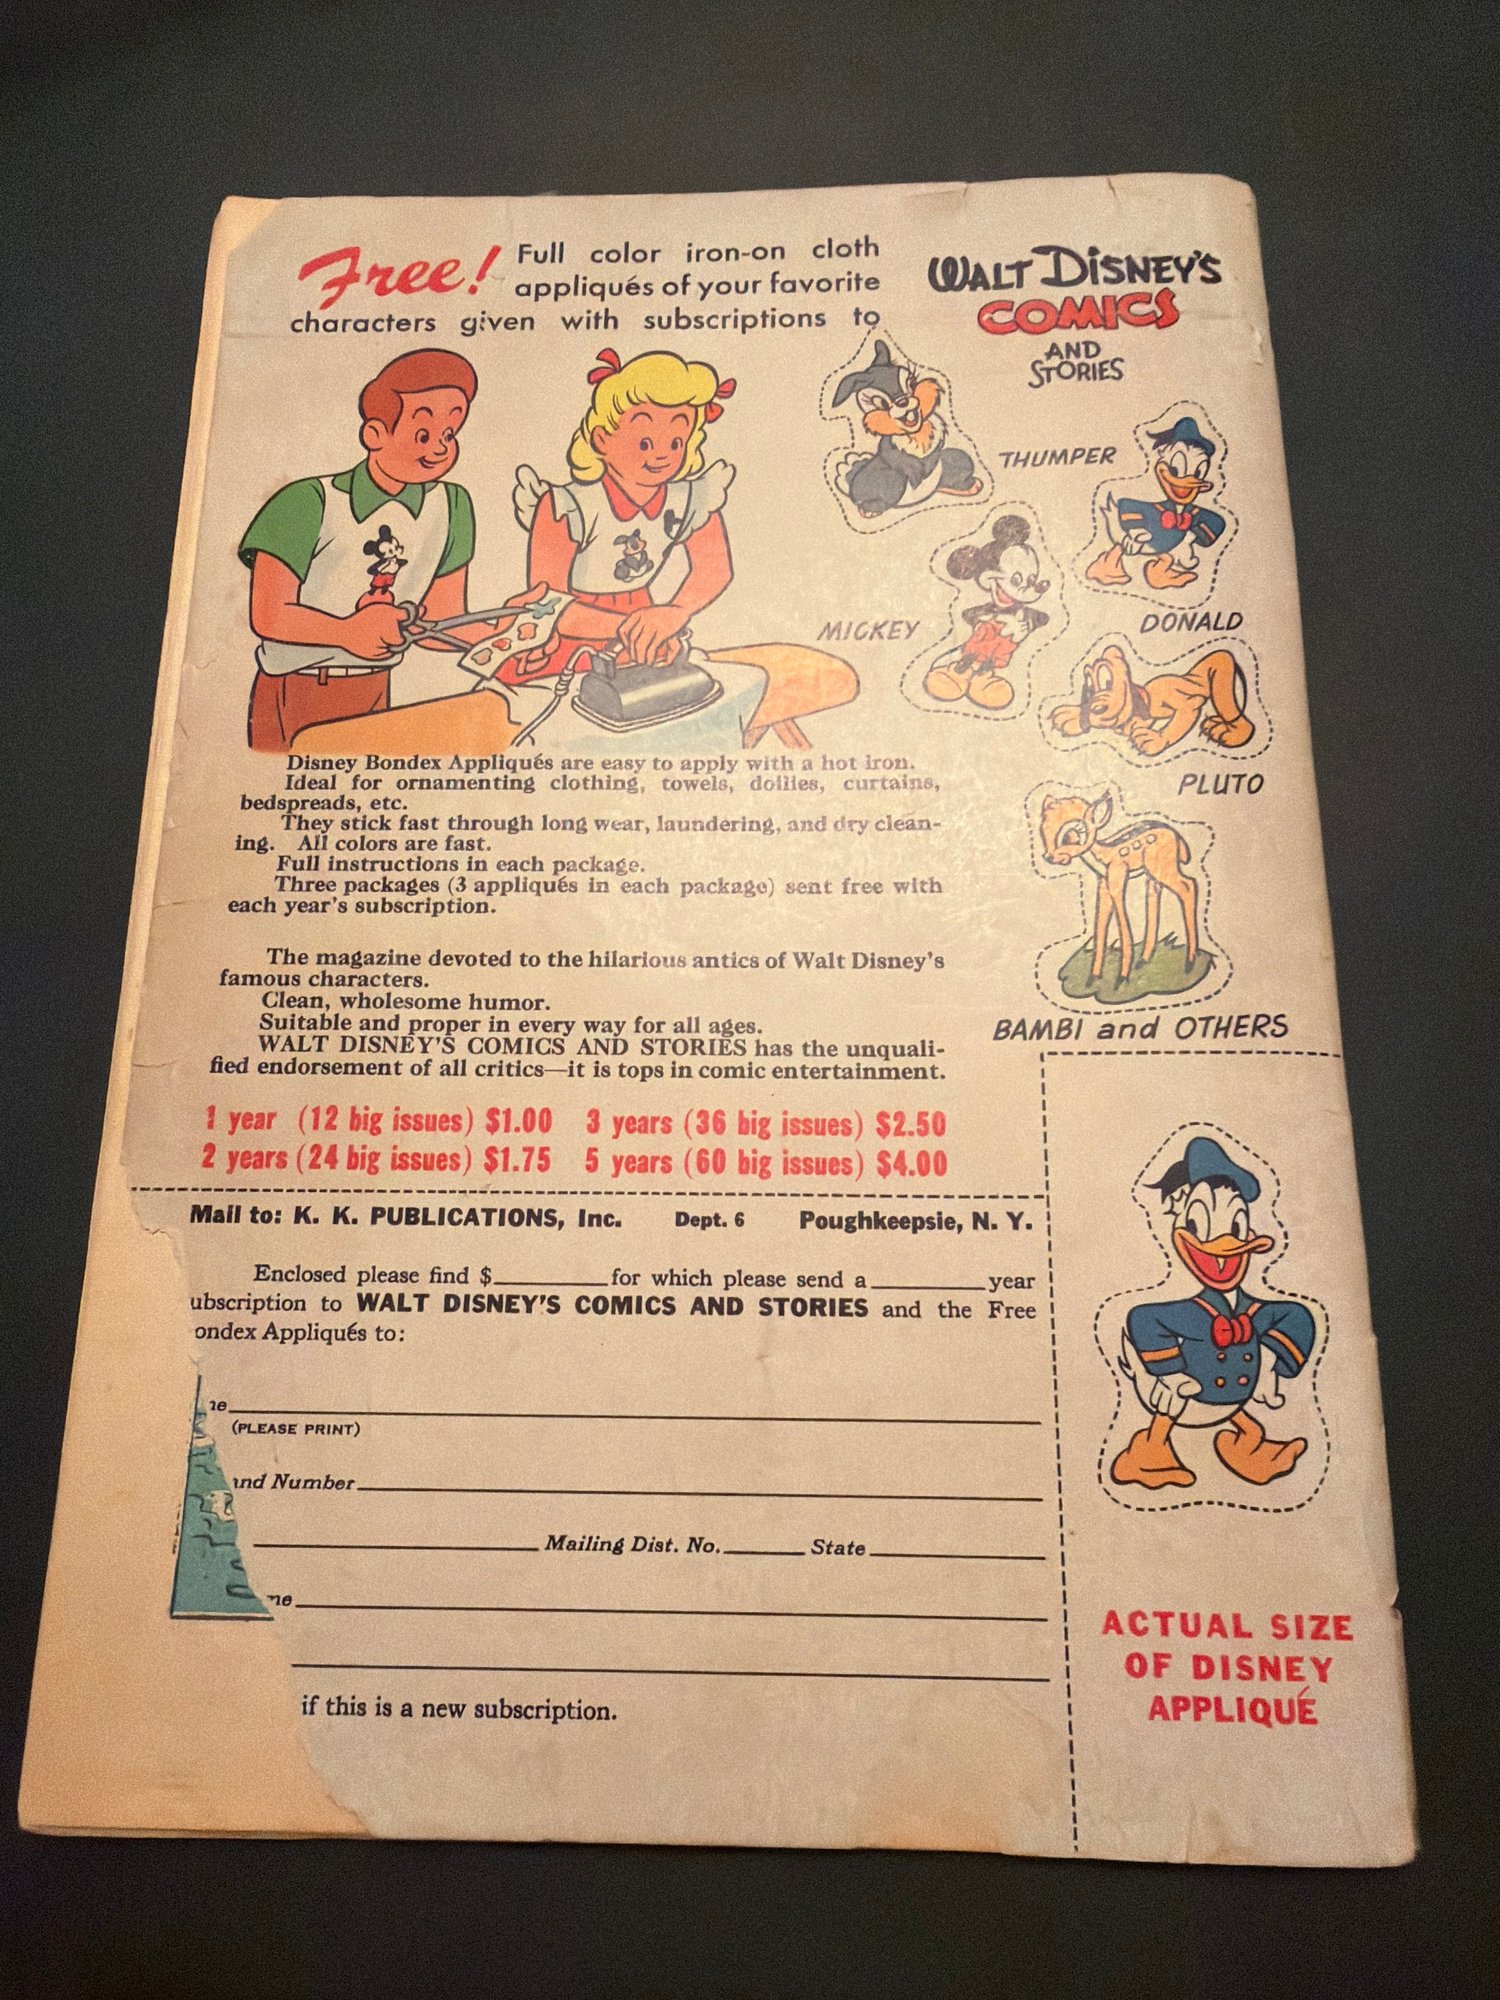 Free! Full color iron-on cloth
appliqués of your favorite
characters given with subscriptions to
WALT DISNEY'S
COMICS
AND
STORIES
THUMPER
DONALD
MICKEY
PLUTO
BAMBI and OTHERS
Disney Bondex Appliqués are easy to apply with a hot iron.
Ideal for ornamenting clothing, towels, doilies, curtains,
bedspreads, etc.
They stick fast through long wear, laundering, and dry clean-
ing. All colors are fast.
Full instructions in each package.
Three packages (3 appliqués in each package) sent free with
each year's subscription.
The magazine devoted to the hilarious antics of Walt Disney's
famous characters.
Clean, wholesome humor.
Suitable and proper in every way for all ages.
WALT DISNEY'S COMICS AND STORIES has the unquali-
fied endorsement of all critics—it is tops in comic entertainment.
1 year (12 big issues) $1.00 3 years (36 big issues) $2.50
2 years (24 big issues) $1.75 5 years (60 big issues) $4.00
Mail to: K. K. PUBLICATIONS, Inc. Dept. 6 Poughkeepsie, N. Y.
Enclosed please find $ for which please send a year
ubscription to WALT DISNEY'S COMICS AND STORIES and the Free
ondex Appliqués to:
(PLEASE PRINT)
and Number
Mailing Dist. No. State
if this is a new subscription.
ACTUAL SIZE
OF DISNEY
APPLIQUÉ